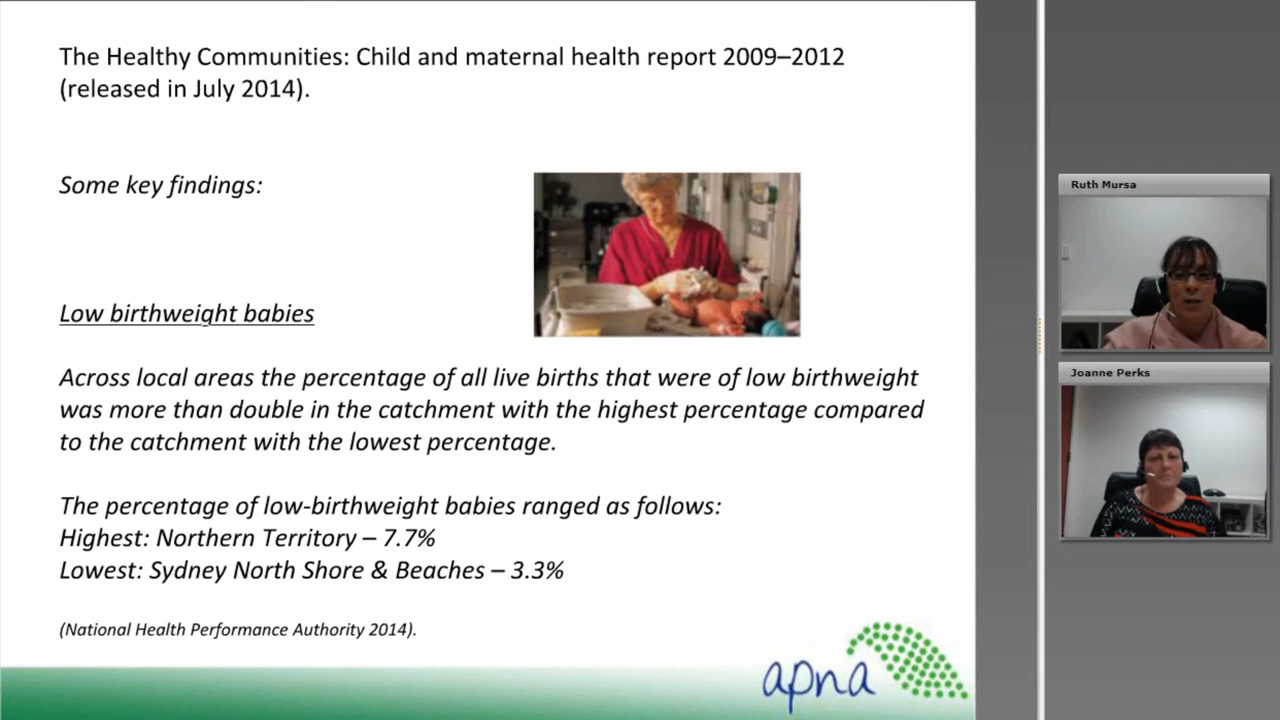 The Healthy Communities: Child and maternal health report 2009–2012
(released in July 2014).
Some key findings:
Low birthweight babies
Across local areas the percentage of all live births that were of low birthweight
was more than double in the catchment with the highest percentage compared
to the catchment with the lowest percentage.
The percentage of low-birthweight babies ranged as follows:
Highest: Northern Territory – 7.7%
Lowest: Sydney North Shore & Beaches – 3.3%
(National Health Performance Authority 2014).
apna
Ruth Mursa
Joanne Perks